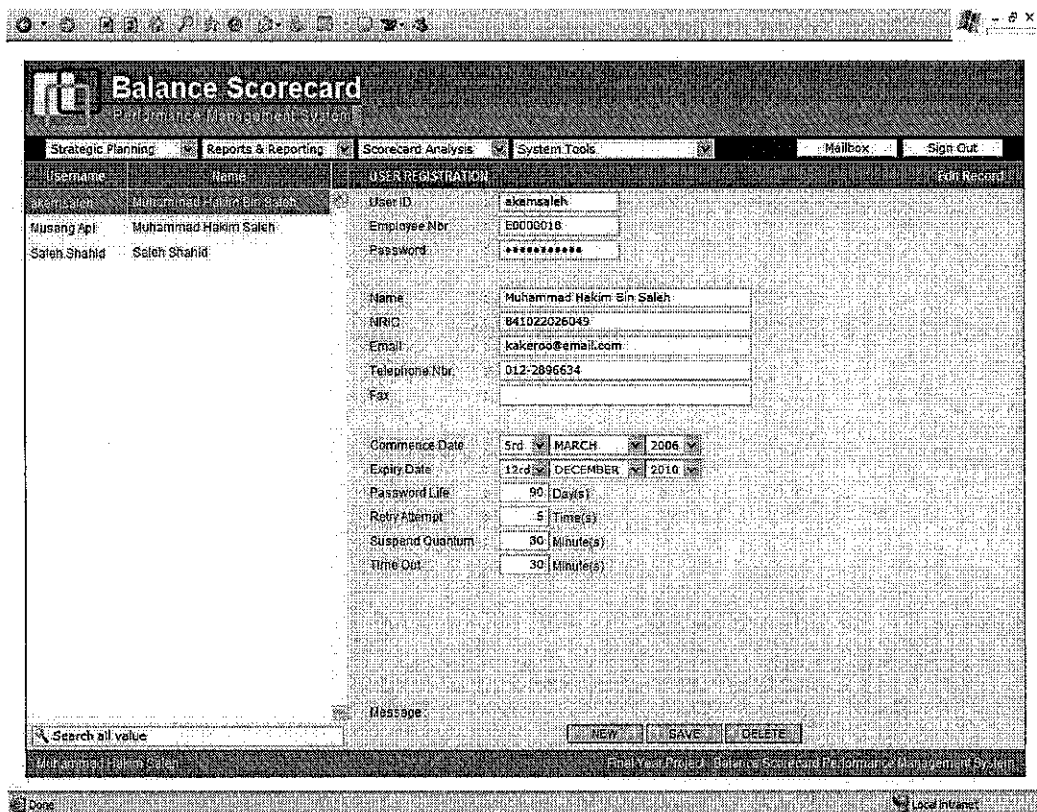 Balance Scorecard
Performance Management System
Strategic Planning Reports & Reporting Scorecard Analysis System Tools Mailbox Sign Out
Username Name USER REGISTRATION Edit Record
akemsaleh Muhammad Hakim Bin Saleh
Musang Api Muhammad Hakim Saleh
Saleh.Shahid Saleh Shahid
User ID : akemsaleh
Employee Nbr : E0000016
Password : ***********
Name : Muhammad Hakim Bin Saleh
NRIC : 841022026049
Email : kakeroo@email.com
Telephone Nbr. : 012-2896634
Fax :
Commence Date : 5rd MARCH 2006
Expiry Date : 12rd DECEMBER 2010
Password Life : 90 Day(s)
Retry Attempt : 5 Time(s)
Suspend Quantum : 30 Minute(s)
Time Out : 30 Minute(s)
Message :
Search all value NEW SAVE DELETE
Muhammad Hakim Saleh Final Year Project : Balance Scorecard Performance Management System
Done Local intranet